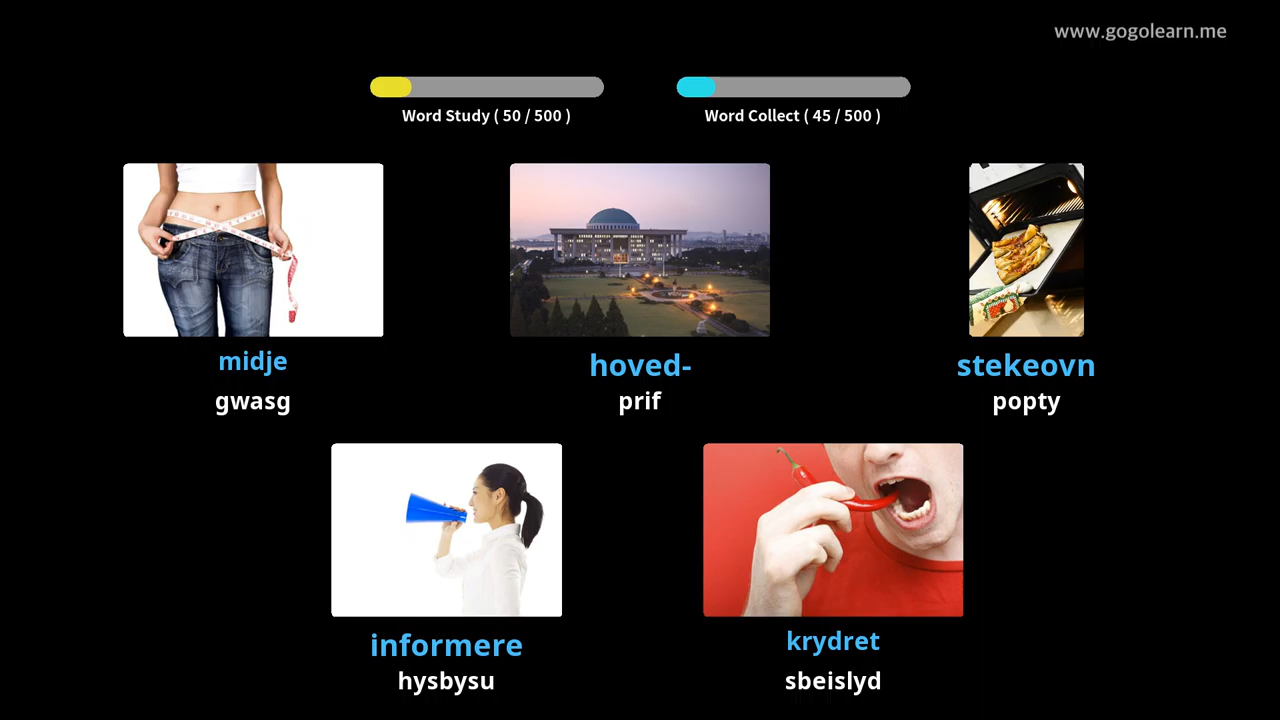 www.gogolearn.me
Word Study ( 50 / 500 )
Word Collect ( 45 / 500 )
midje
gwasg
hoved-
prif
stekeovn
popty
informere
hysbysu
krydret
sbeislyd